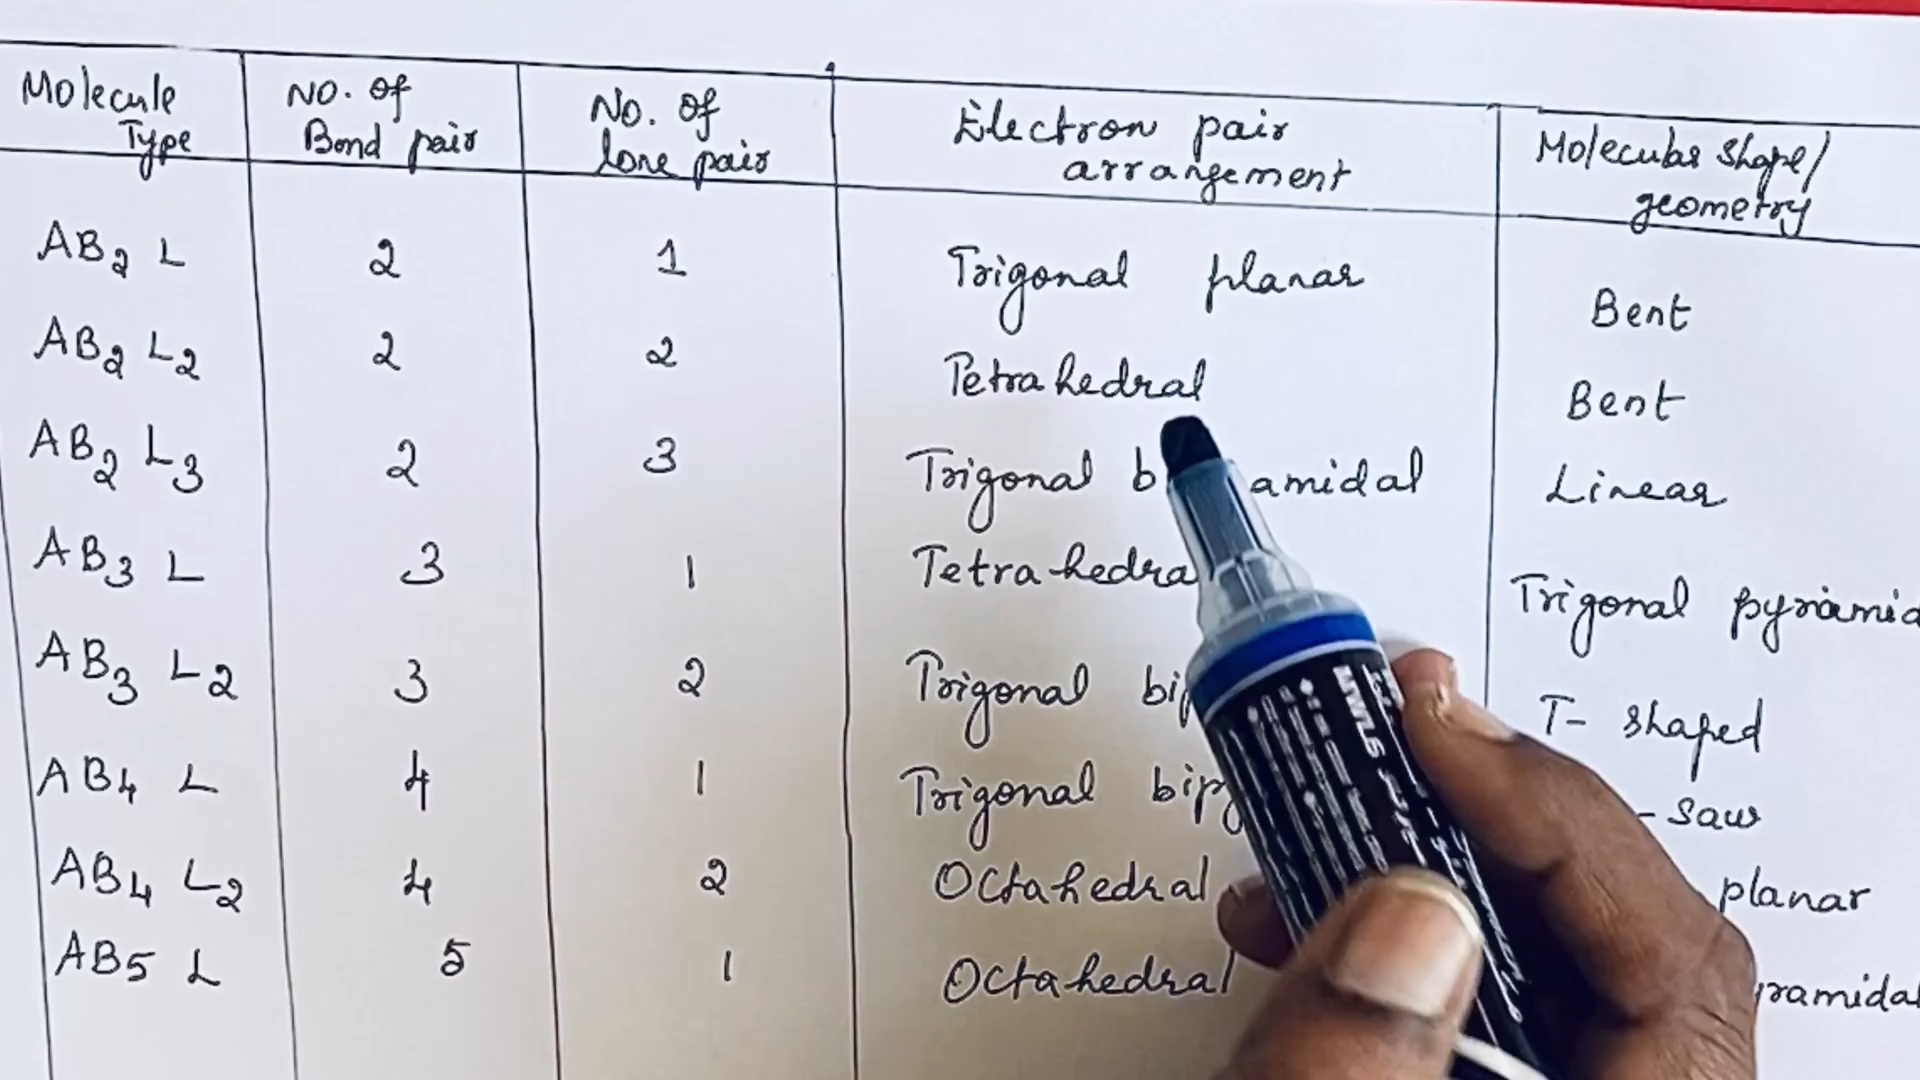 Molecule Type NO. Of Bond pair NO. Of lone pair Electron pair arrangement Molecular shape/ geometry
AB2 L 2 1 Trigonal planar Bent
AB2 L2 2 2 Tetrahedral Bent
AB2 L3 2 3 Trigonal Linear
AB3 L 3 1 Tetrahedra Trigonal pyramid
AB3 L2 3 2 Trigonal T- shaped
AB4 L 4 1 Trigonal - saw
AB4 L2 4 2 Octahedral planar
AB5 L 5 1 Octahedral